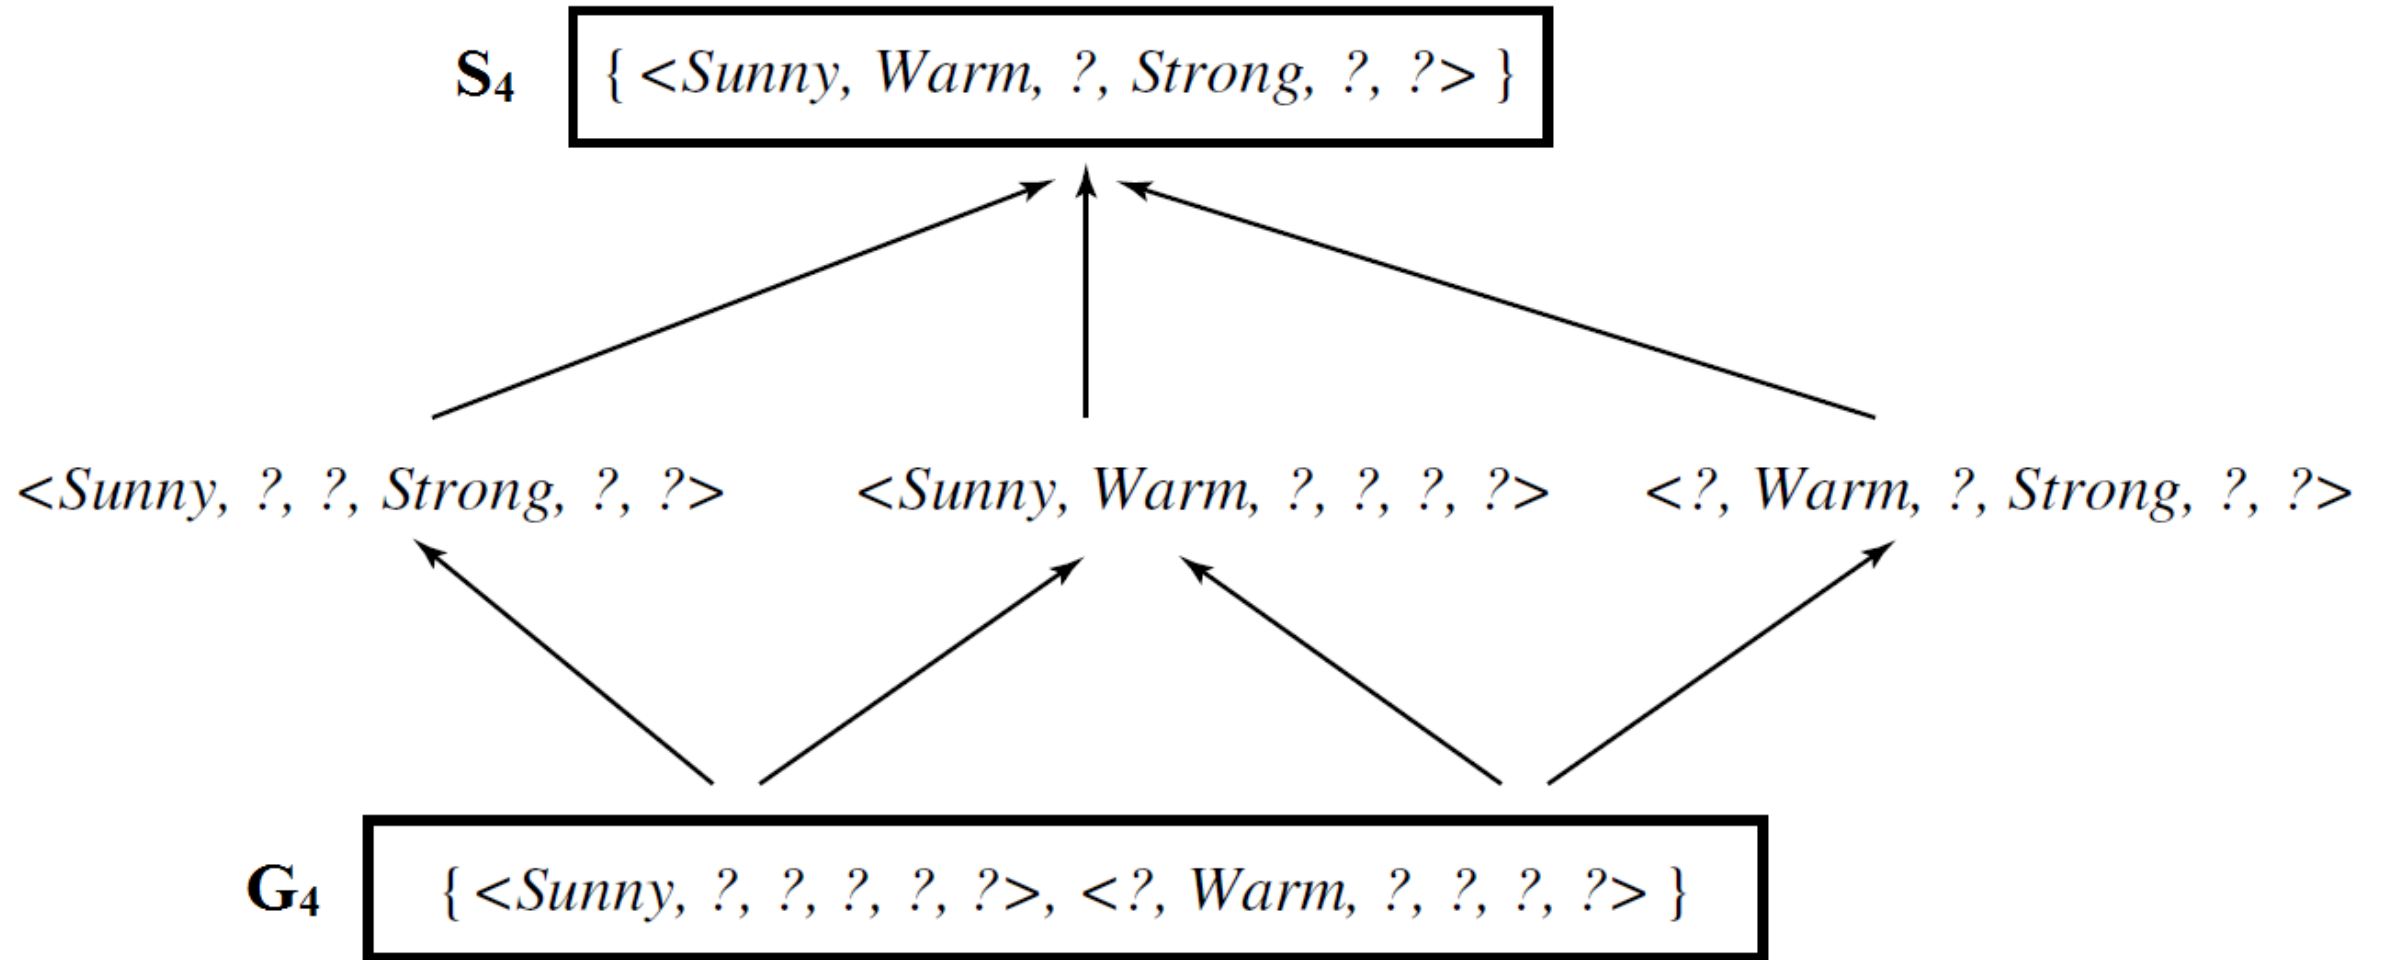 S4 { <Sunny, Warm, ?, Strong, ?, ?> }
<Sunny, ?, ?, Strong, ?, ?> <Sunny, Warm, ?, ?, ?, ?> <?, Warm, ?, Strong, ?, ?>
G4 { <Sunny, ?, ?, ?, ?, ?>, <?, Warm, ?, ?, ?, ?> }